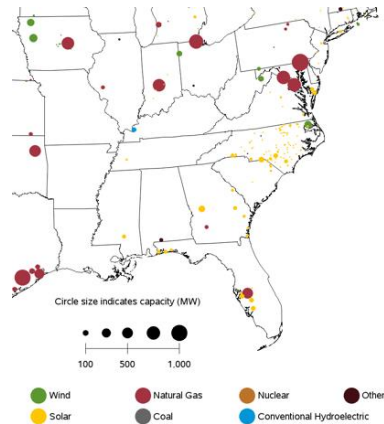 Circle size indicates capacity (MW)
100 500 1,000
Wind Natural Gas Nuclear Other
Solar Coal Conventional Hydroelectric